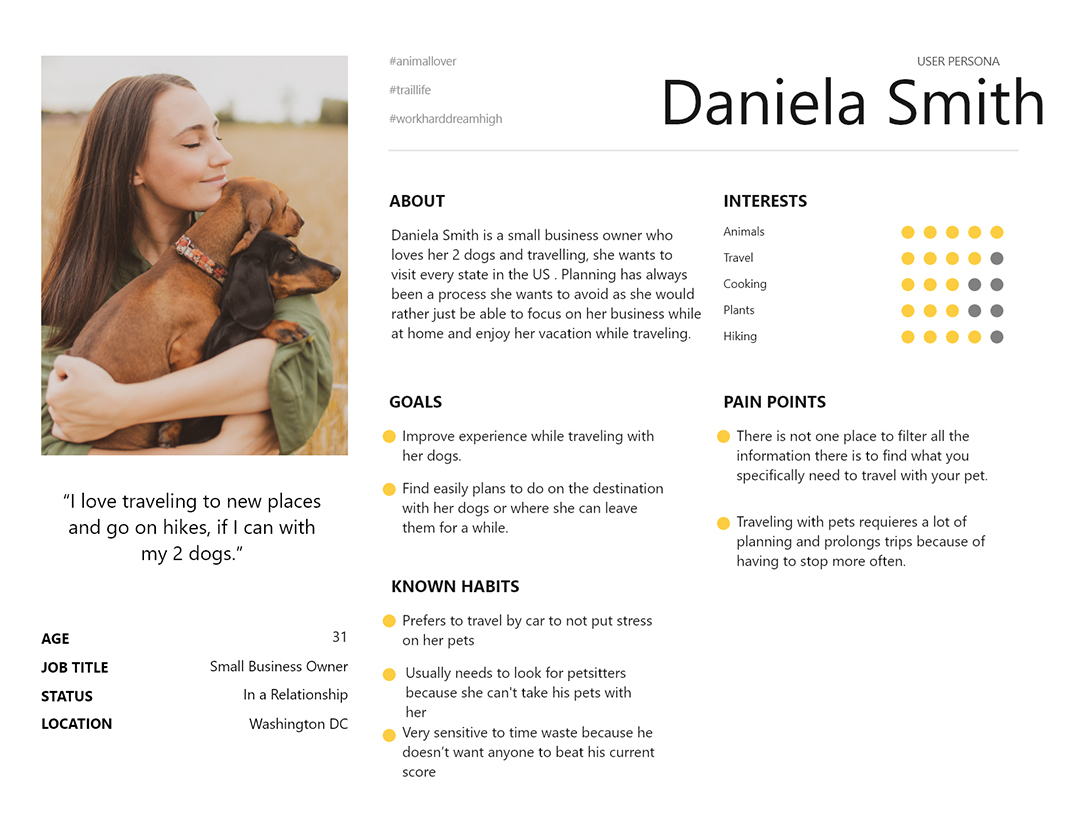 #animallover
#traillife
#workharddreamhigh
USER PERSONA
Daniela Smith
ABOUT
Daniela Smith is a small business owner who
loves her 2 dogs and travelling, she wants to
visit every state in the US . Planning has always
been a process she wants to avoid as she would
rather just be able to focus on her business while
at home and enjoy her vacation while traveling.
INTERESTS
Animals
Travel
Cooking
Plants
Hiking
GOALS
Improve experience while traveling with
her dogs.
Find easily plans to do on the destination
with her dogs or where she can leave
them for a while.
PAIN POINTS
There is not one place to filter all the
information there is to find what you
specifically need to travel with your pet.
Traveling with pets requieres a lot of
planning and prolongs trips because of
having to stop more often.
KNOWN HABITS
Prefers to travel by car to not put stress
on her pets
Usually needs to look for petsitters
because she can't take his pets with
her
Very sensitive to time waste because he
doesn’t want anyone to beat his current
score
“I love traveling to new places
and go on hikes, if I can with
my 2 dogs.”
AGE 31
JOB TITLE Small Business Owner
STATUS In a Relationship
LOCATION Washington DC